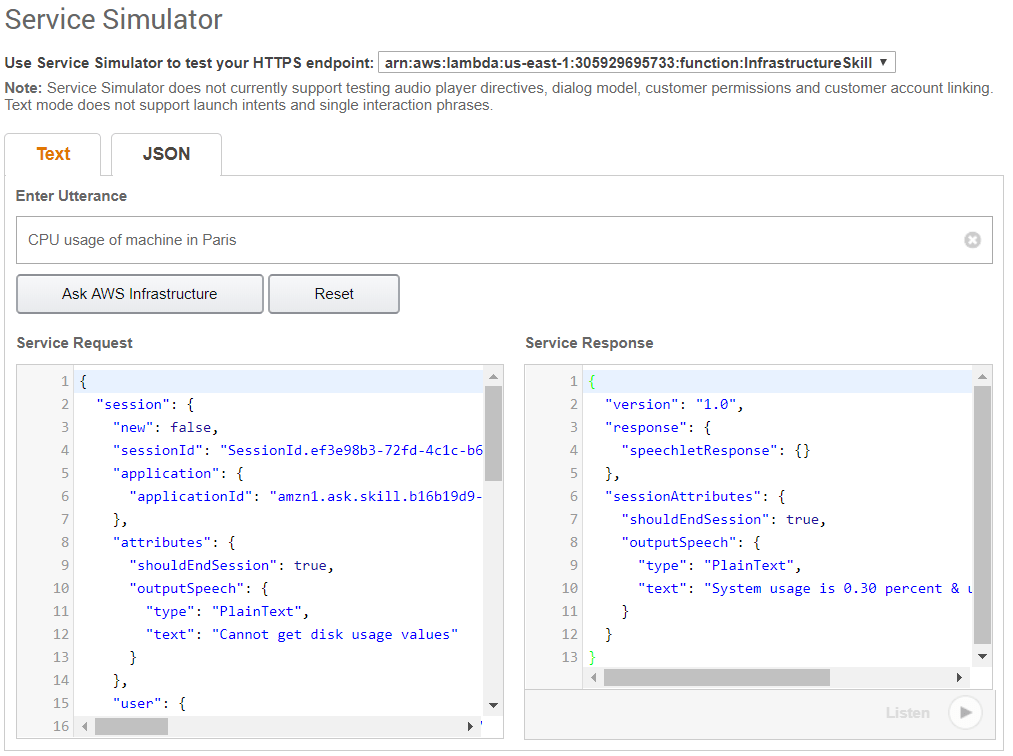 Service Simulator
Use Service Simulator to test your HTTPS endpoint: arn:aws:lambda:us-east-1:305929695733:function:InfrastructureSkill
Note: Service Simulator does not currently support testing audio player directives, dialog model, customer permissions and customer account linking.
Text mode does not support launch intents and single interaction phrases.
Text JSON
Enter Utterance
CPU usage of machine in Paris
Ask AWS Infrastructure Reset
Service Request
1 {
2 "session": {
3 "new": false,
4 "sessionId": "SessionId.ef3e98b3-72fd-4c1c-b6
5 "application": {
6 "applicationId": "amzn1.ask.skill.b16b19d9-
7 },
8 "attributes": {
9 "shouldEndSession": true,
10 "outputSpeech": {
11 "type": "PlainText",
12 "text": "Cannot get disk usage values"
13 }
14 },
15 "user": {
16
Service Response
1 {
2 "version": "1.0",
3 "response": {
4 "speechletResponse": {}
5 },
6 "sessionAttributes": {
7 "shouldEndSession": true,
8 "outputSpeech": {
9 "type": "PlainText",
10 "text": "System usage is 0.30 percent & u
11 }
12 }
13 }
Listen